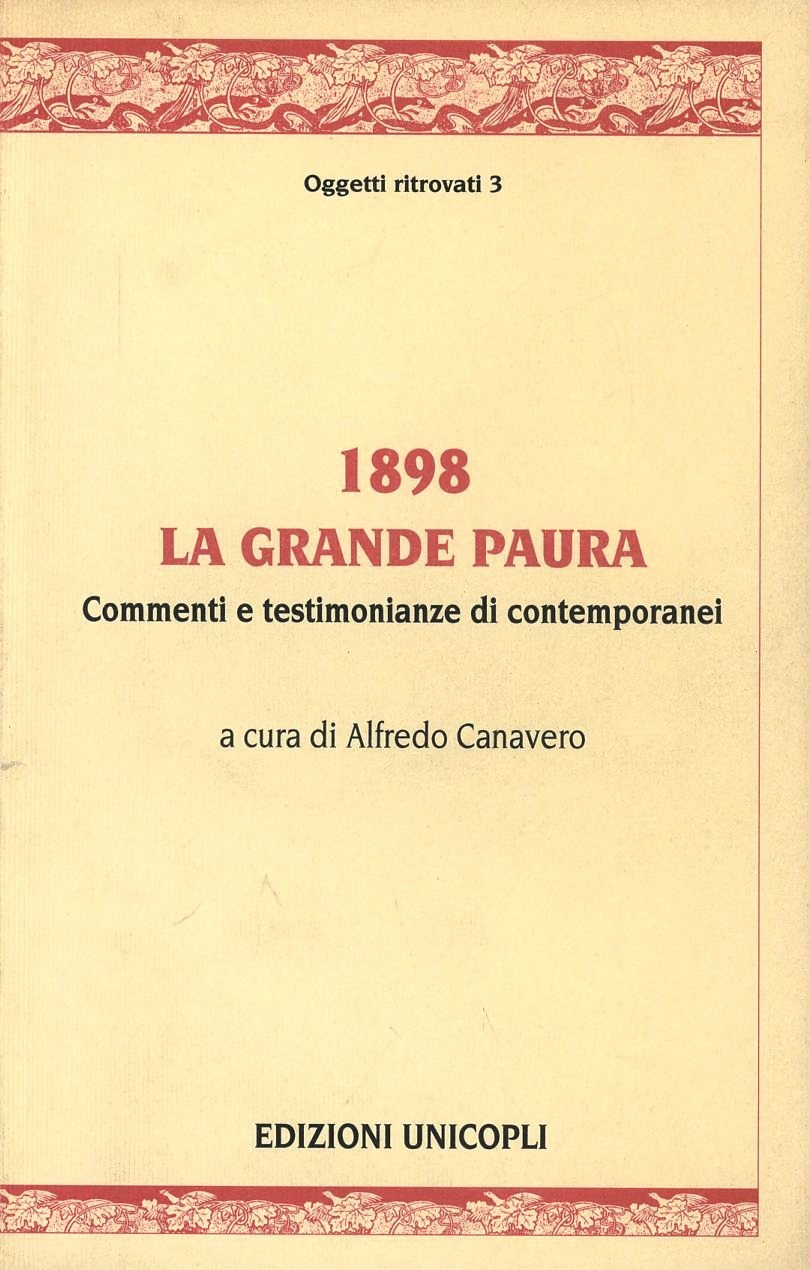 Oggetti ritrovati 3
1898
LA GRANDE PAURA
Commenti e testimonianze di contemporanei
a cura di Alfredo Canavero
EDIZIONI UNICOPLI